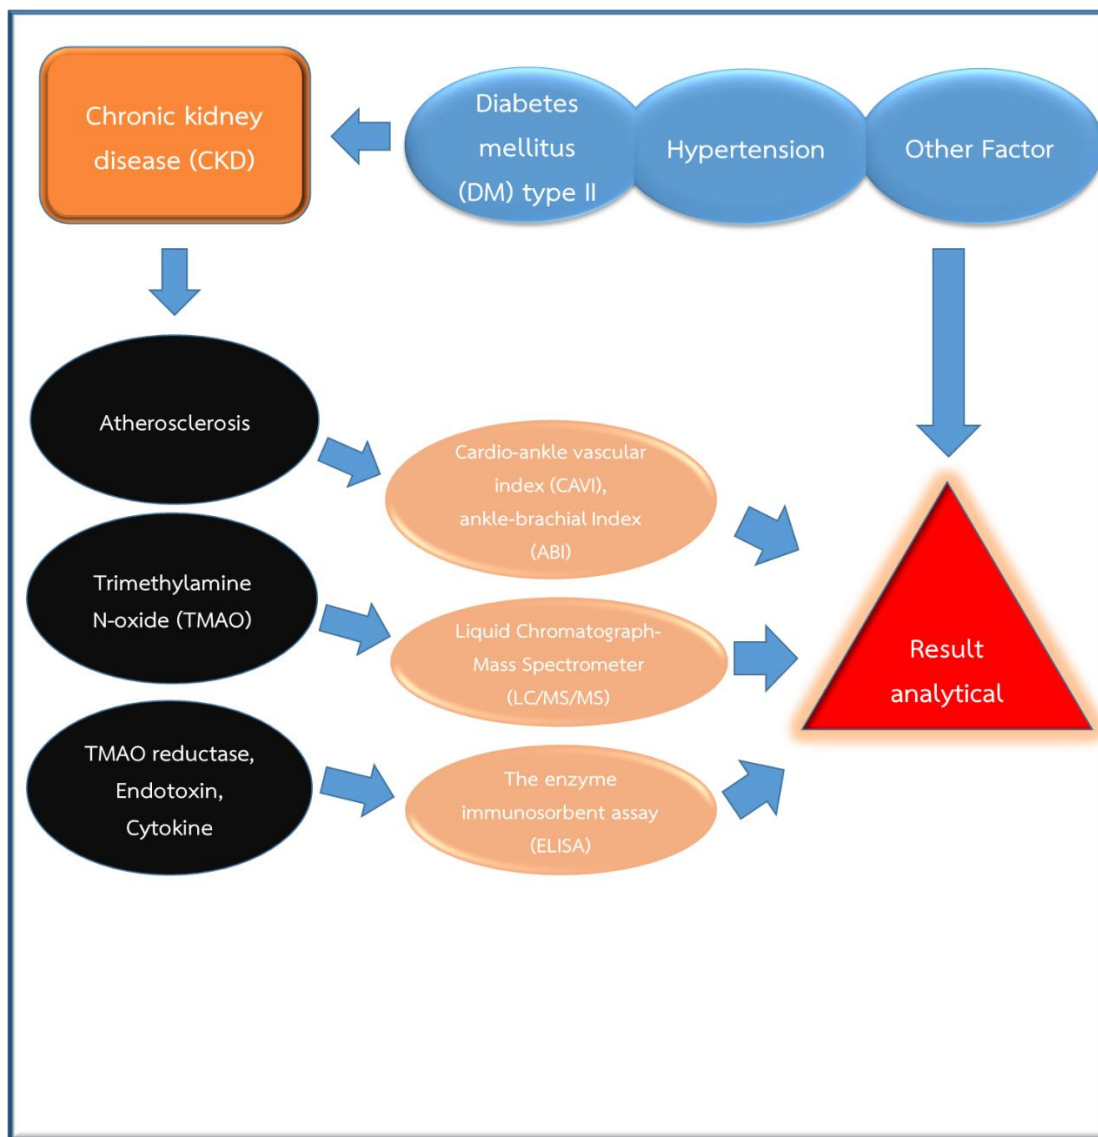 Chronic kidney
disease (CKD)
Diabetes
mellitus
(DM) type II
Hypertension
Other Factor
Atherosclerosis
Cardio-ankle vascular
index (CAVI),
ankle-brachial Index
(ABI)
Trimethylamine
N-oxide (TMAO)
Liquid Chromatograph-
Mass Spectrometer
(LC/MS/MS)
Result
analytical
TMAO reductase,
Endotoxin,
Cytokine
The enzyme
immunosorbent assay
(ELISA)